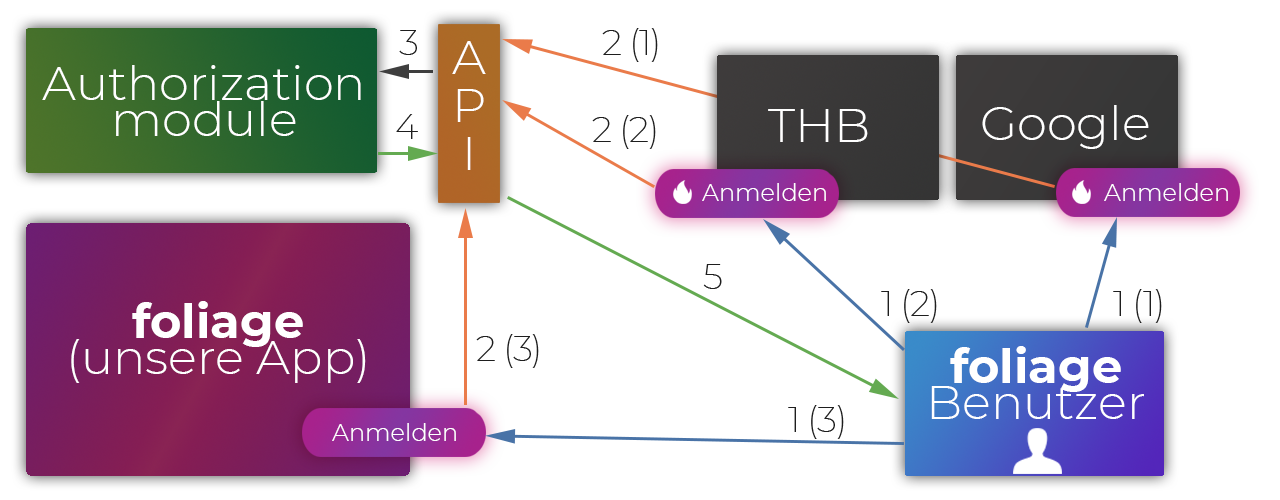 Authorization
module
3
4
A
P
I
2 (1)
2 (2)
THB
Google
Anmelden
Anmelden
foliage
(unsere App)
Anmelden
2 (3)
5
1 (2)
1 (1)
1 (3)
foliage
Benutzer